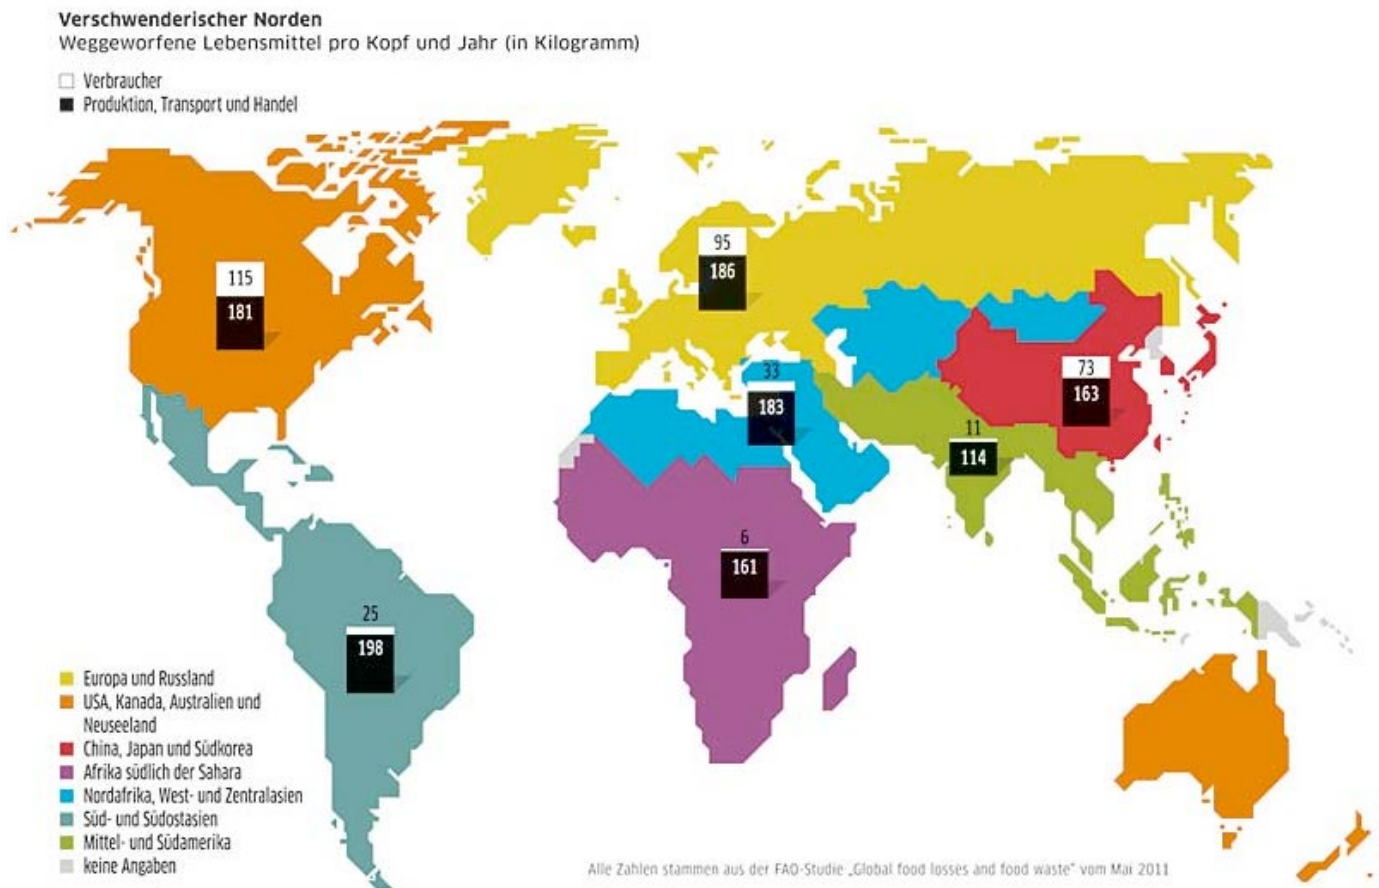 Verschwenderischer Norden
Weggeworfene Lebensmittel pro Kopf und Jahr (in Kilogramm)
Verbraucher
Produktion, Transport und Handel
95
186
115
181
33
183
73
163
11
114
6
161
25
198
Europa und Russland
USA, Kanada, Australien und
Neuseeland
China, Japan und Südkorea
Afrika südlich der Sahara
Nordafrika, West- und Zentralasien
Süd- und Südostasien
Mittel- und Südamerika
keine Angaben
Alle Zahlen stammen aus der FAO-Studie „Global food losses and food waste“ vom Mai 2011